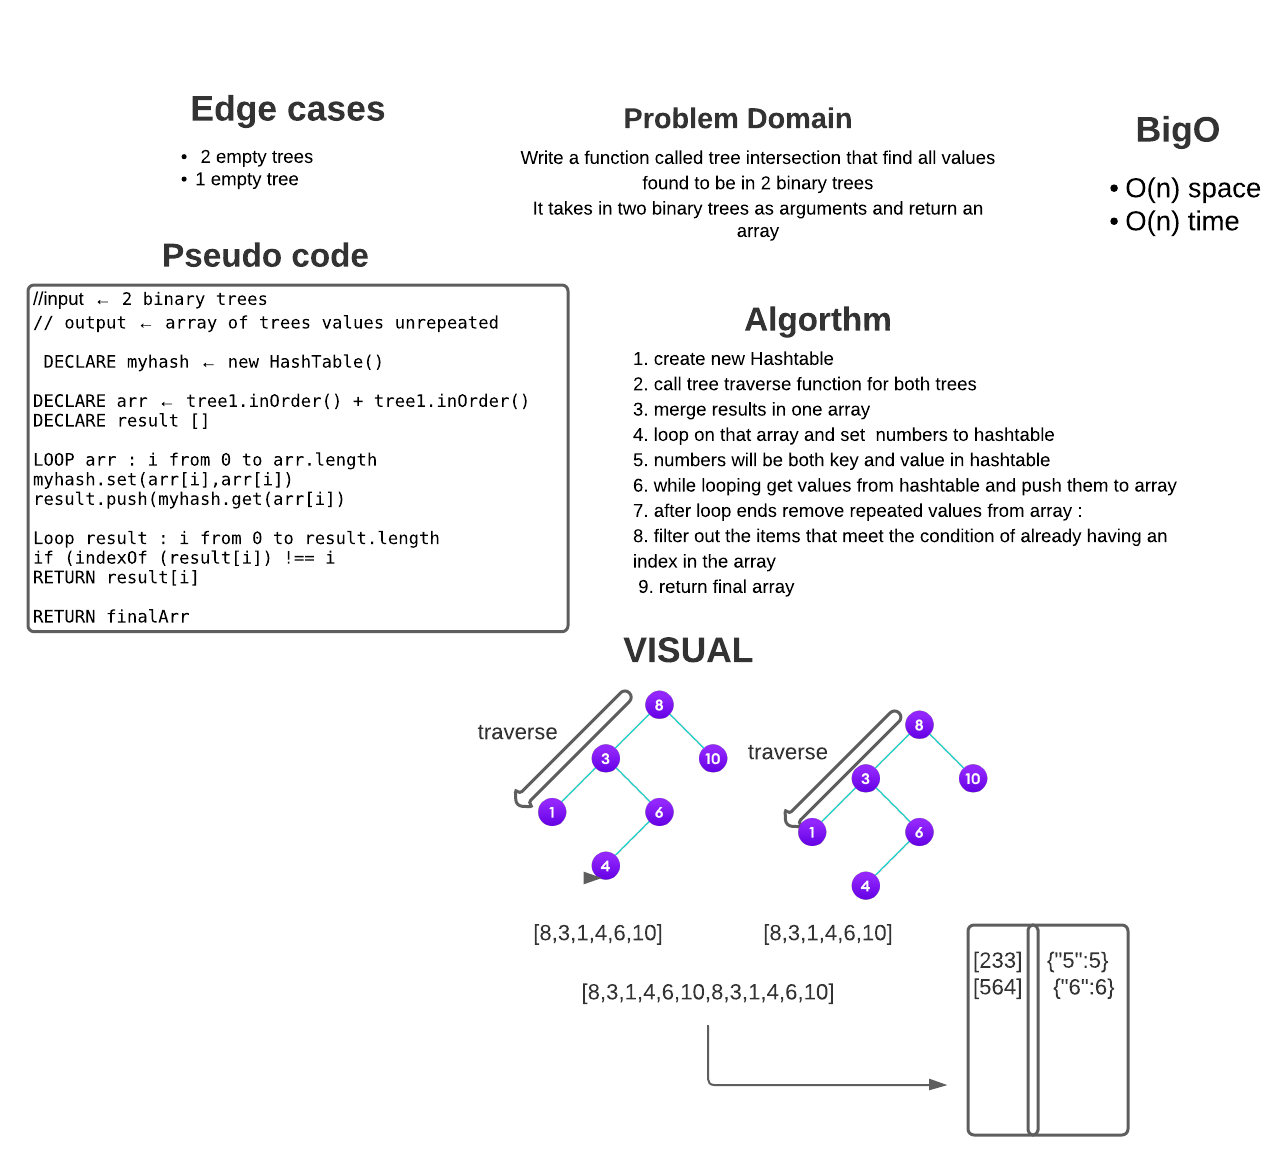 Edge cases
• 2 empty trees
• 1 empty tree
Problem Domain
Write a function called tree intersection that find all values
found to be in 2 binary trees
It takes in two binary trees as arguments and return an
array
BigO
• O(n) space
• O(n) time
Pseudo code
//input ← 2 binary trees
// output ← array of trees values unrepeated
DECLARE myhash ← new HashTable()
DECLARE arr ← tree1.inOrder() + tree1.inOrder()
DECLARE result []
LOOP arr : i from 0 to arr.length
myhash.set(arr[i],arr[i])
result.push(myhash.get(arr[i])
Loop result : i from 0 to result.length
if (indexOf (result[i]) !== i
RETURN result[i]
RETURN finalArr
Algorthm
1. create new Hashtable
2. call tree traverse function for both trees
3. merge results in one array
4. loop on that array and set  numbers to hashtable
5. numbers will be both key and value in hashtable
6. while looping get values from hashtable and push them to array
7. after loop ends remove repeated values from array :
8. filter out the items that meet the condition of already having an
index in the array
9. return final array
VISUAL
traverse
8
3
10
1
6
4
traverse
8
3
10
1
6
4
[8,3,1,4,6,10]
[8,3,1,4,6,10]
[8,3,1,4,6,10,8,3,1,4,6,10]
[233] {"5":5}
[564] {"6":6}